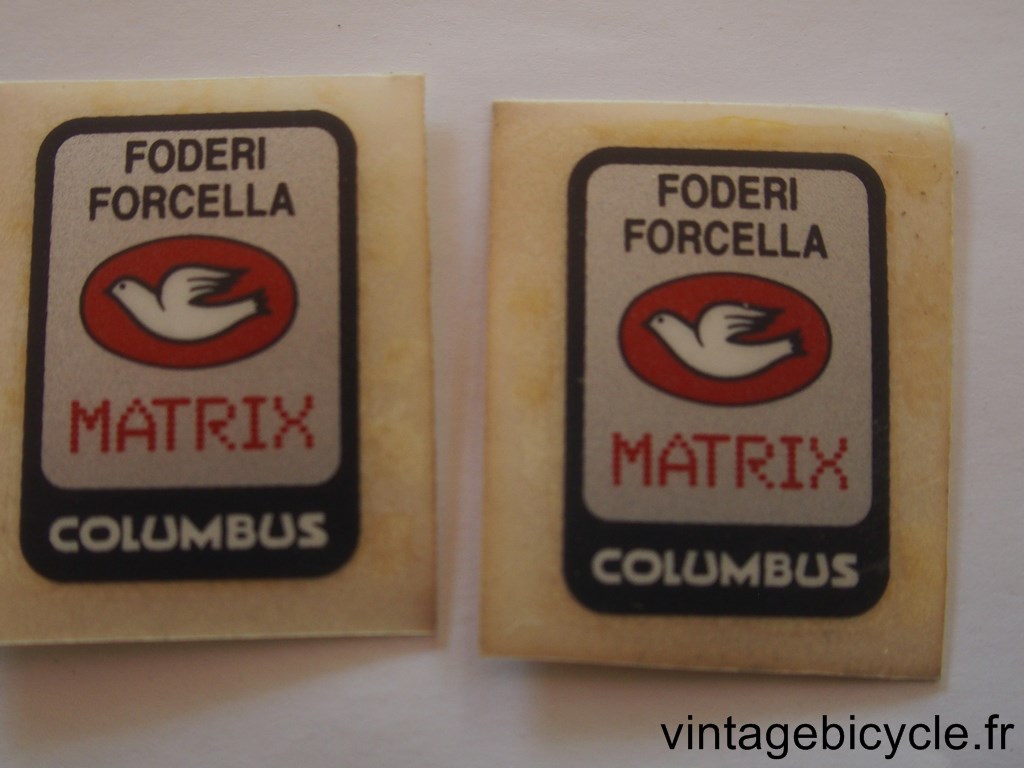 FODERI
FORCELLA
MATRIX
COLUMBUS
FODERI
FORCELLA
MATRIX
COLUMBUS
vintagebicycle.fr